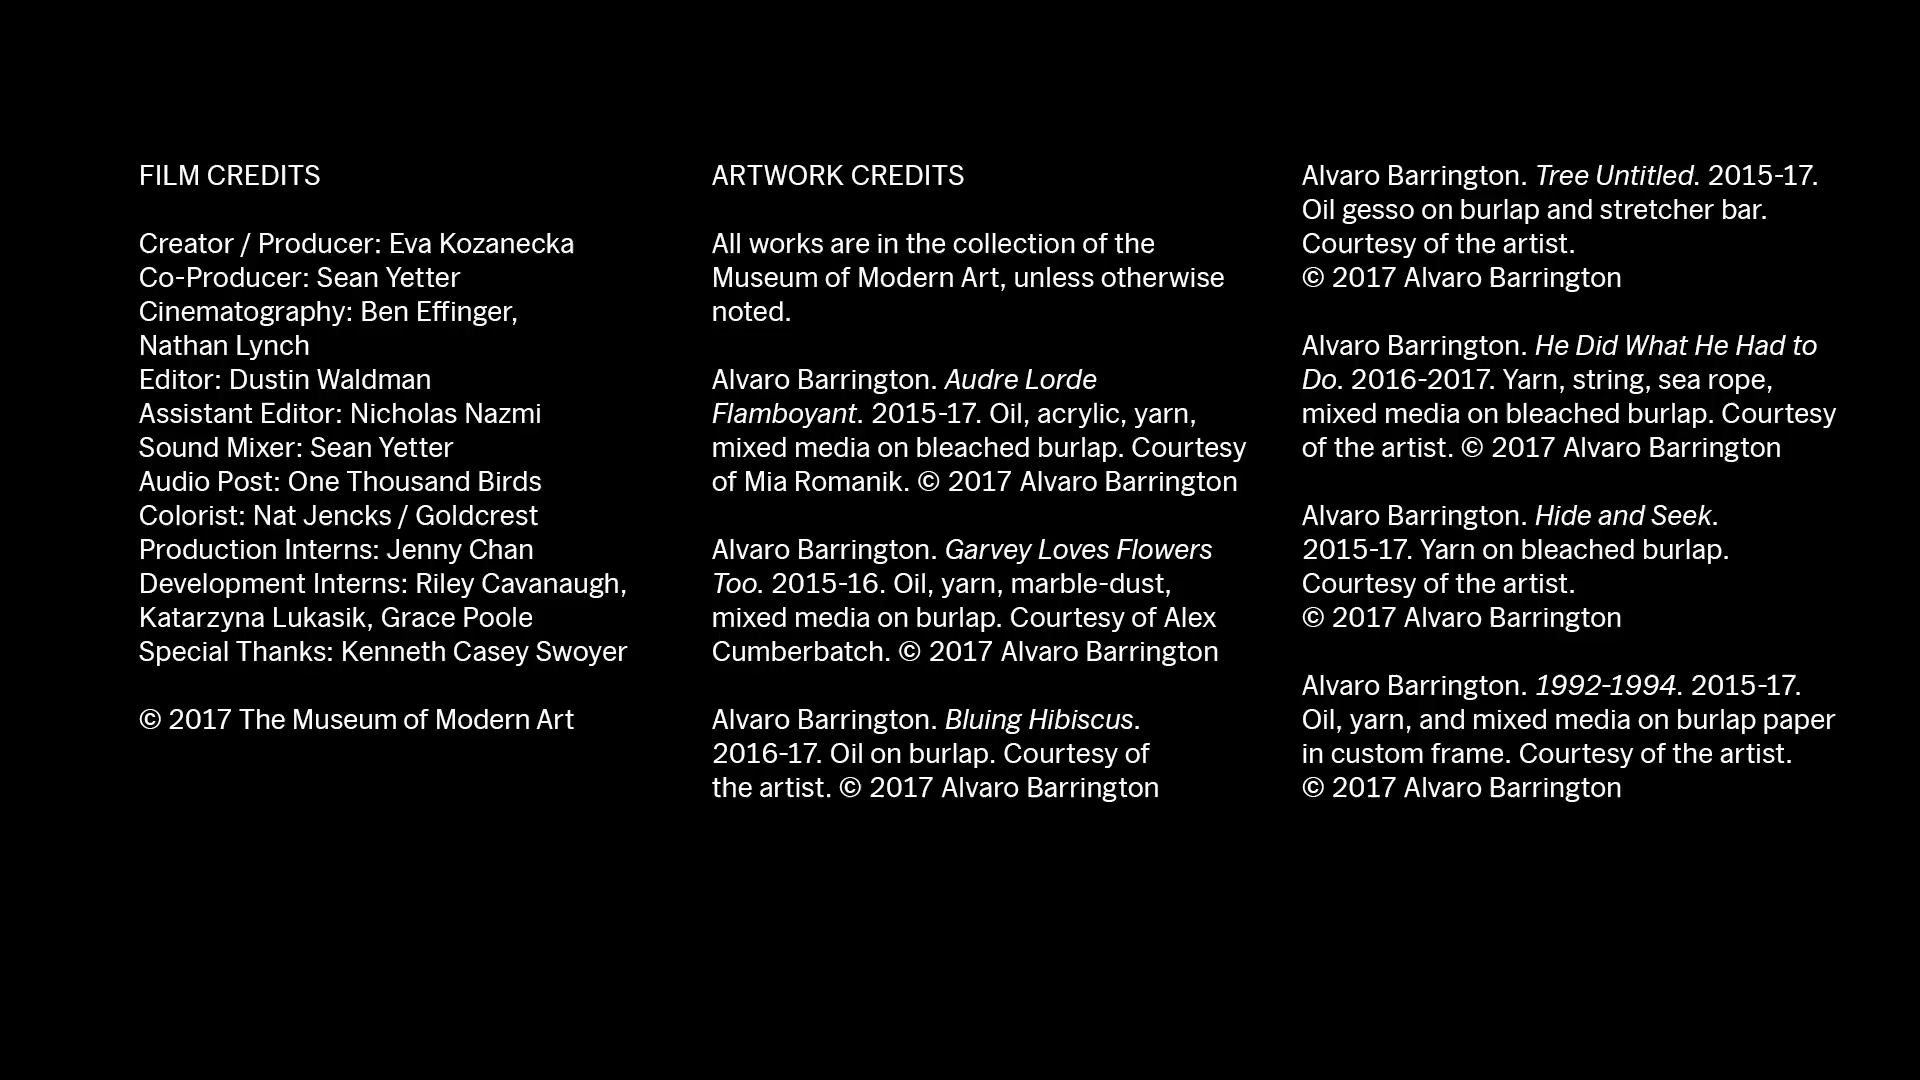 FILM CREDITS
Creator / Producer: Eva Kozanecka
Co-Producer: Sean Yetter
Cinematography: Ben Effinger,
Nathan Lynch
Editor: Dustin Waldman
Assistant Editor: Nicholas Nazmi
Sound Mixer: Sean Yetter
Audio Post: One Thousand Birds
Colorist: Nat Jencks / Goldcrest
Production Interns: Jenny Chan
Development Interns: Riley Cavanaugh,
Katarzyna Lukasik, Grace Poole
Special Thanks: Kenneth Casey Swoyer
© 2017 The Museum of Modern Art
ARTWORK CREDITS
All works are in the collection of the
Museum of Modern Art, unless otherwise
noted.
Alvaro Barrington. Audre Lorde
Flamboyant. 2015-17. Oil, acrylic, yarn,
mixed media on bleached burlap. Courtesy
of Mia Romanik. © 2017 Alvaro Barrington
Alvaro Barrington. Garvey Loves Flowers
Too. 2015-16. Oil, yarn, marble-dust,
mixed media on burlap. Courtesy of Alex
Cumberbatch. © 2017 Alvaro Barrington
Alvaro Barrington. Bluing Hibiscus.
2016-17. Oil on burlap. Courtesy of
the artist. © 2017 Alvaro Barrington
Alvaro Barrington. Tree Untitled. 2015-17.
Oil gesso on burlap and stretcher bar.
Courtesy of the artist.
© 2017 Alvaro Barrington
Alvaro Barrington. He Did What He Had to
Do. 2016-2017. Yarn, string, sea rope,
mixed media on bleached burlap. Courtesy
of the artist. © 2017 Alvaro Barrington
Alvaro Barrington. Hide and Seek.
2015-17. Yarn on bleached burlap.
Courtesy of the artist.
© 2017 Alvaro Barrington
Alvaro Barrington. 1992-1994. 2015-17.
Oil, yarn, and mixed media on burlap paper
in custom frame. Courtesy of the artist.
© 2017 Alvaro Barrington